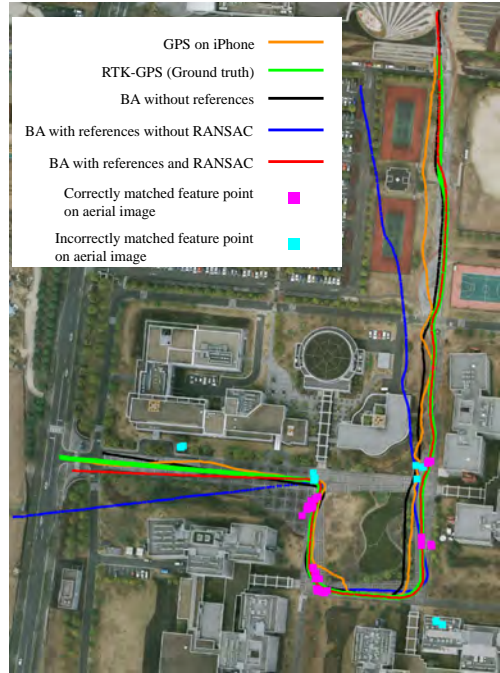 GPS on iPhone
RTK-GPS (Ground truth)
BA without references
BA with references without RANSAC
BA with references and RANSAC
Correctly matched feature point
on aerial image
Incorrectly matched feature point
on aerial image